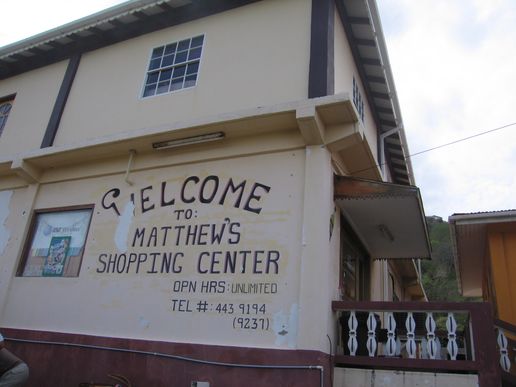 WELCOME
TO:
MATTHEW'S
SHOPPING CENTER
OPN HRS: UNLIMITED
TEL #: 443 9194
(9237)